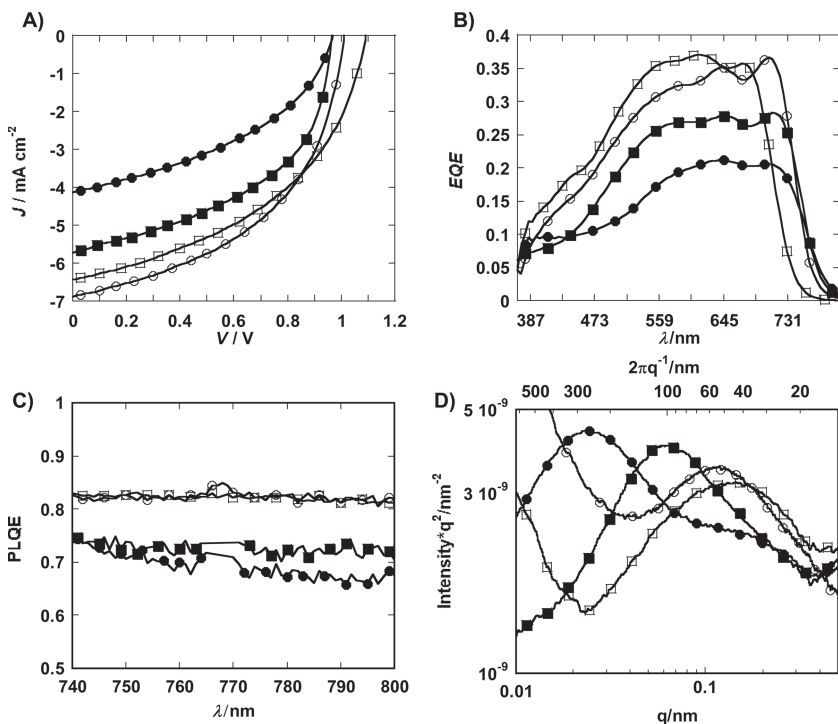 A)
0
-1
-2
-3
-4
-5
-6
-7
J / mA cm-2
0 0.2 0.4 0.6 0.8 1 1.2
V / V
B)
0.4
0.35
0.3
0.25
0.2
0.15
0.1
0.05
0
EQE
387 473 559 645 731
λ/nm
C)
1
0.9
0.8
0.7
0.6
0.5
PLQE
740 750 760 770 780 790 800
λ/nm
2πq-1/nm
500 300 100 60 40 20
D)
5 10-9
3 10-9
10-9
Intensity*q2/nm-2
0.01 0.1
q/nm